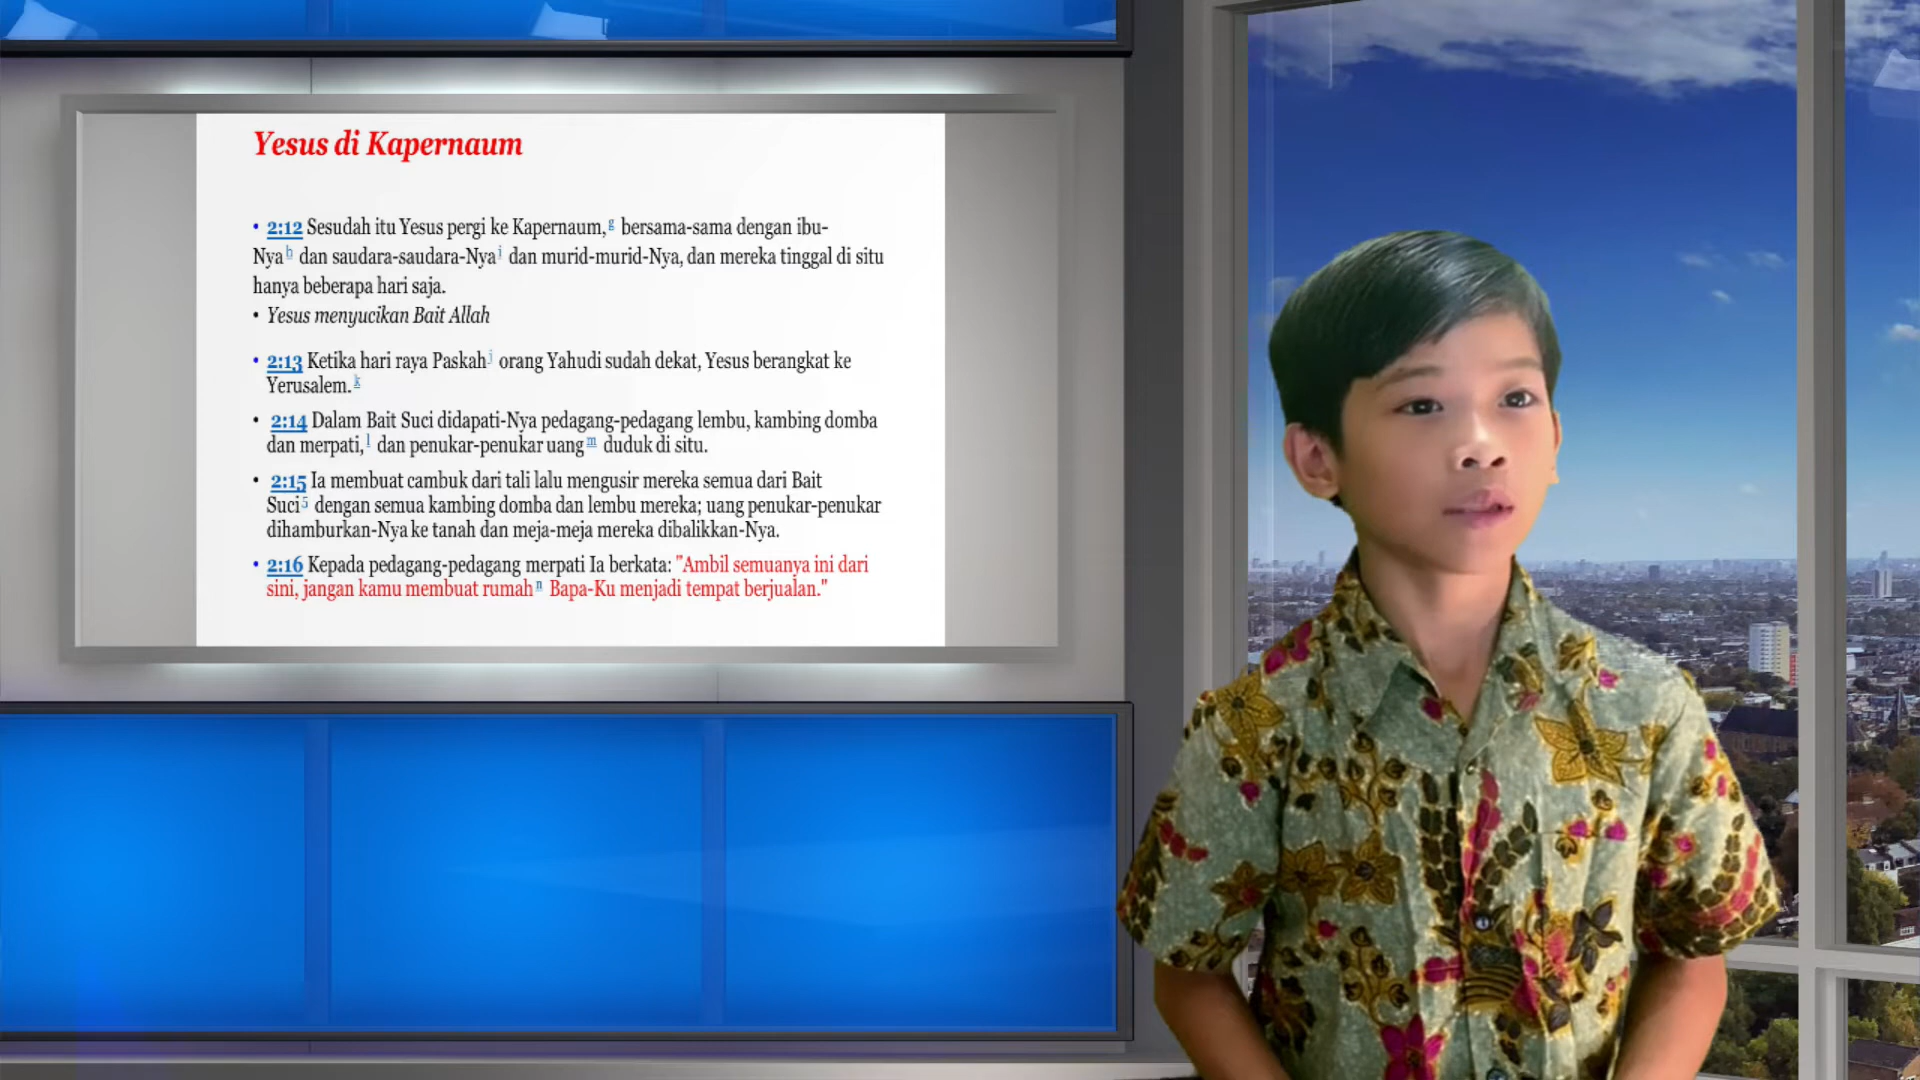 Yesus di Kapernaum
• 2:12 Sesudah itu Yesus pergi ke Kapernaum,g bersama-sama dengan ibu-
Nyah dan saudara-saudara-Nyai dan murid-murid-Nya, dan mereka tinggal di situ
hanya beberapa hari saja.
• Yesus menyucikan Bait Allah
• 2:13 Ketika hari raya Paskahj orang Yahudi sudah dekat, Yesus berangkat ke
Yerusalem.k
• 2:14 Dalam Bait Suci didapati-Nya pedagang-pedagang lembu, kambing domba
dan merpati,l dan penukar-penukar uangm duduk di situ.
• 2:15 Ia membuat cambuk dari tali lalu mengusir mereka semua dari Bait
Suci5 dengan semua kambing domba dan lembu mereka; uang penukar-penukar
dihamburkan-Nya ke tanah dan meja-meja mereka dibalikkan-Nya.
• 2:16 Kepada pedagang-pedagang merpati Ia berkata: "Ambil semuanya ini dari
sini, jangan kamu membuat rumahn Bapa-Ku menjadi tempat berjualan."